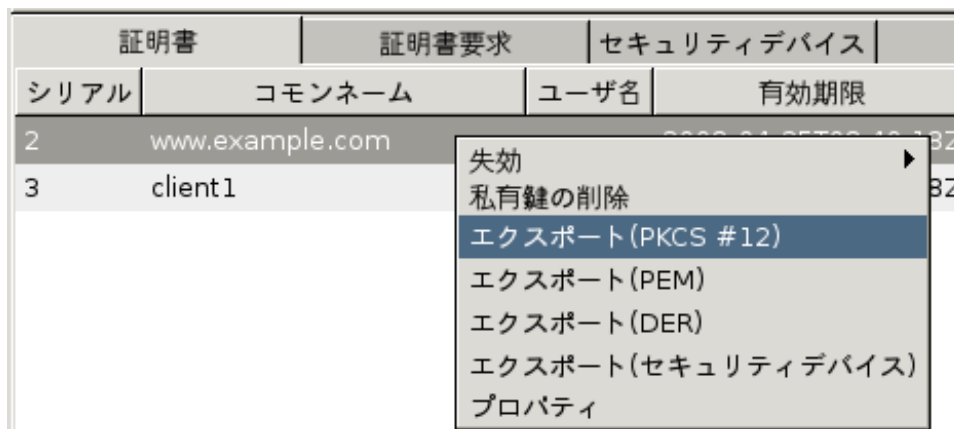 証明書 証明書要求 セキュリティデバイス
シリアル コモンネーム ユーザ名 有効期限
2 www.example.com
失効
3 client1
私有鍵の削除
エクスポート(PKCS #12)
エクスポート(PEM)
エクスポート(DER)
エクスポート(セキュリティデバイス)
プロパティ